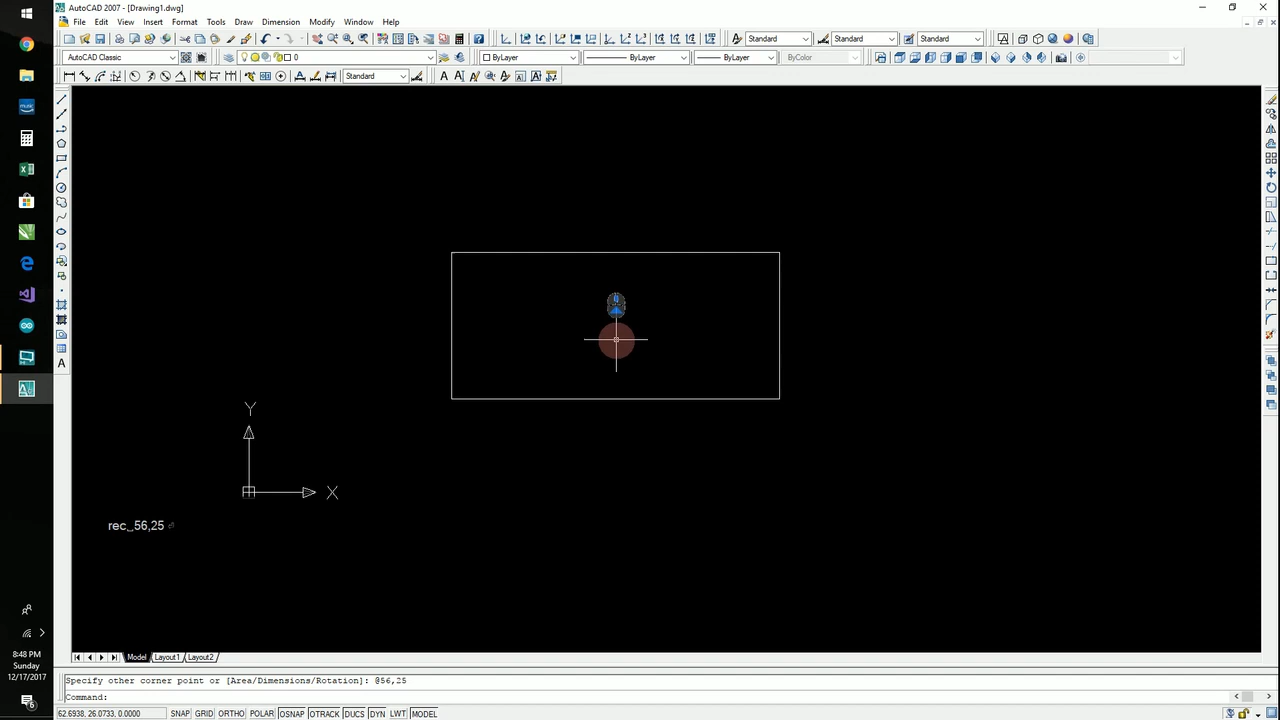 AutoCAD 2007 - [Drawing1.dwg]
File Edit View Insert Format Tools Draw Dimension Modify Window Help
Standard Standard Standard
AutoCAD Classic 0 ByLayer ByLayer ByLayer ByColor
Standard A
Y
X
rec_56,25
A
Model Layout1 Layout2
Specify other corner point or [Area/Dimensions/Rotation]: @56,25
Command:
62.6938, 26.0733, 0.0000 SNAP GRID ORTHO POLAR OSNAP OTRACK DUCS DYN LWT MODEL
8:48 PM
Sunday
12/17/2017
6